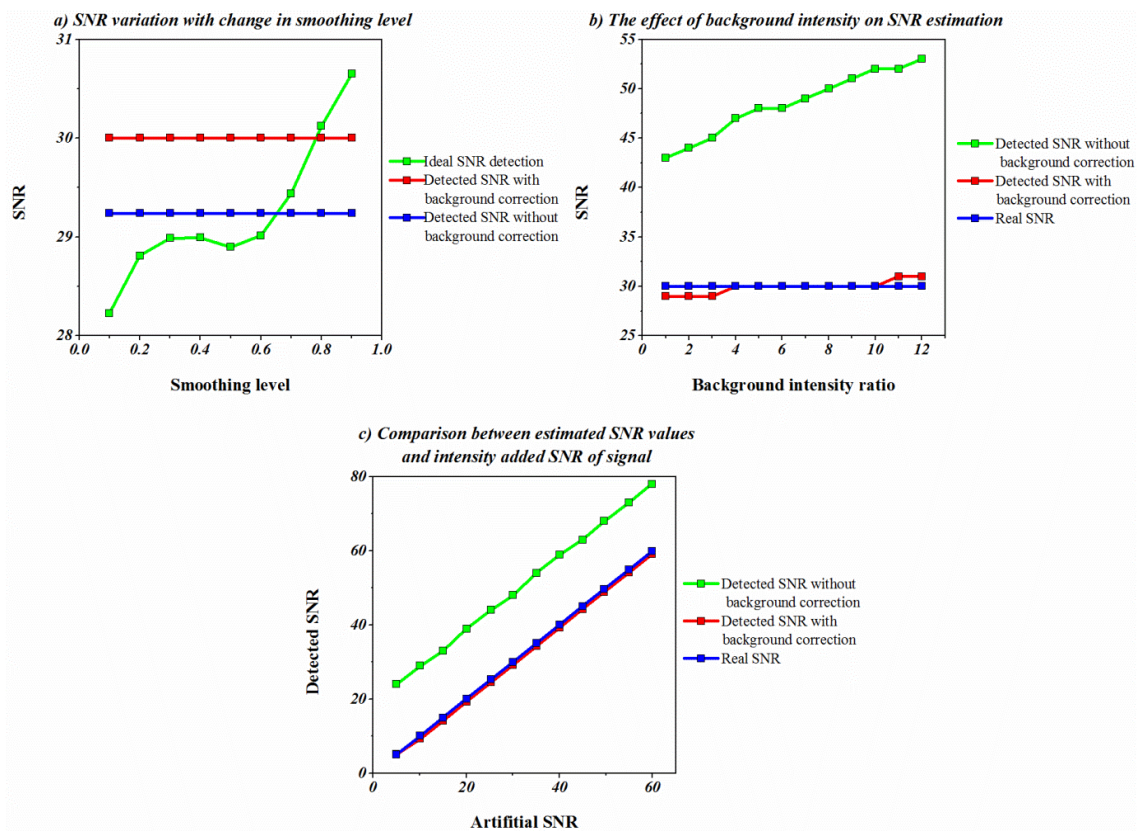 a) SNR variation with change in smoothing level
31
30
29
28
SNR
0.0 0.2 0.4 0.6 0.8 1.0
Smoothing level
Ideal SNR detection
Detected SNR with
background correction
Detected SNR without
background correction
b) The effect of background intensity on SNR estimation
55
50
45
40
35
30
25
SNR
0 2 4 6 8 10 12
Background intensity ratio
Detected SNR without
background correction
Detected SNR with
background correction
Real SNR
c) Comparison between estimated SNR values
and intensity added SNR of signal
80
60
40
20
0
Detected SNR
0 20 40 60
Artifitial SNR
Detected SNR without
background correction
Detected SNR with
background correction
Real SNR